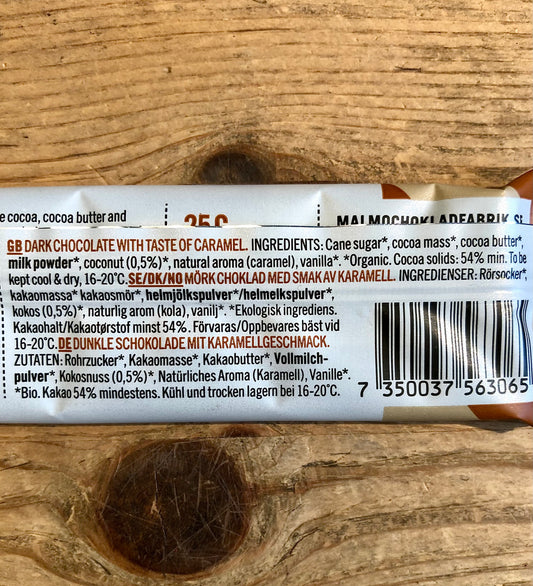 e cocoa, cocoa butter and
25 G
MALMOCHOKLADFABRIK.SE
GB DARK CHOCOLATE WITH TASTE OF CARAMEL. INGREDIENTS: Cane sugar*, cocoa mass*, cocoa butter*,
milk powder*, coconut (0,5%)*, natural aroma (caramel), vanilla*. *Organic. Cocoa solids: 54% min. To be
kept cool & dry, 16-20°C. SE/DK/NO MÖRK CHOKLAD MED SMAK AV KARAMELL. INGREDIENSER: Rörsocker*,
kakaomassa* kakaosmör*, helmjölkspulver*/helmelkspulver*,
kokos (0,5%)*, naturlig arom (kola), vanilj*. *Ekologisk ingrediens.
Kakaohalt/Kakaotørstof minst 54%. Förvaras/Oppbevares bäst vid
16-20°C. DE DUNKLE SCHOKOLADE MIT KARAMELLGESCHMACK.
ZUTATEN: Rohrzucker*, Kakaomasse*, Kakaobutter*, Vollmilch-
pulver*, Kokosnuss (0,5%)*, Natürliches Aroma (Karamell), Vanille*.
*Bio. Kakao 54% mindestens. Kühl und trocken lagern bei 16-20°C.
7 350037 563065